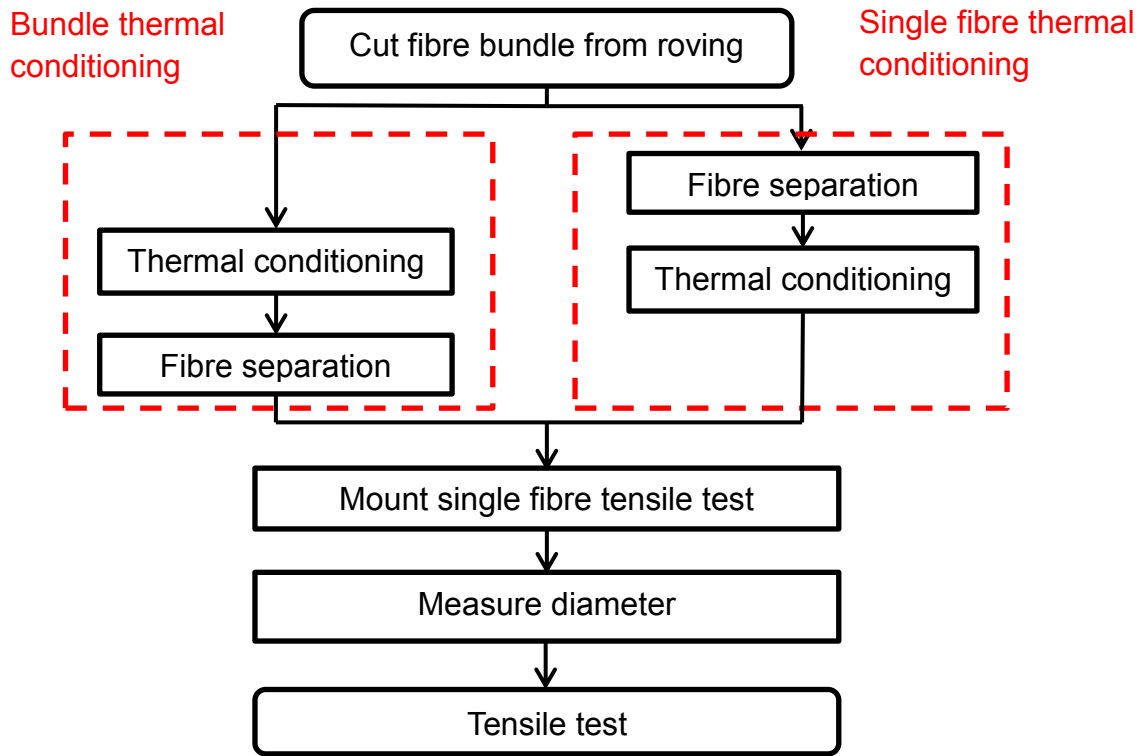 Bundle thermal
conditioning
Cut fibre bundle from roving
Single fibre thermal
conditioning
Thermal conditioning
Fibre separation
Fibre separation
Thermal conditioning
Mount single fibre tensile test
Measure diameter
Tensile test